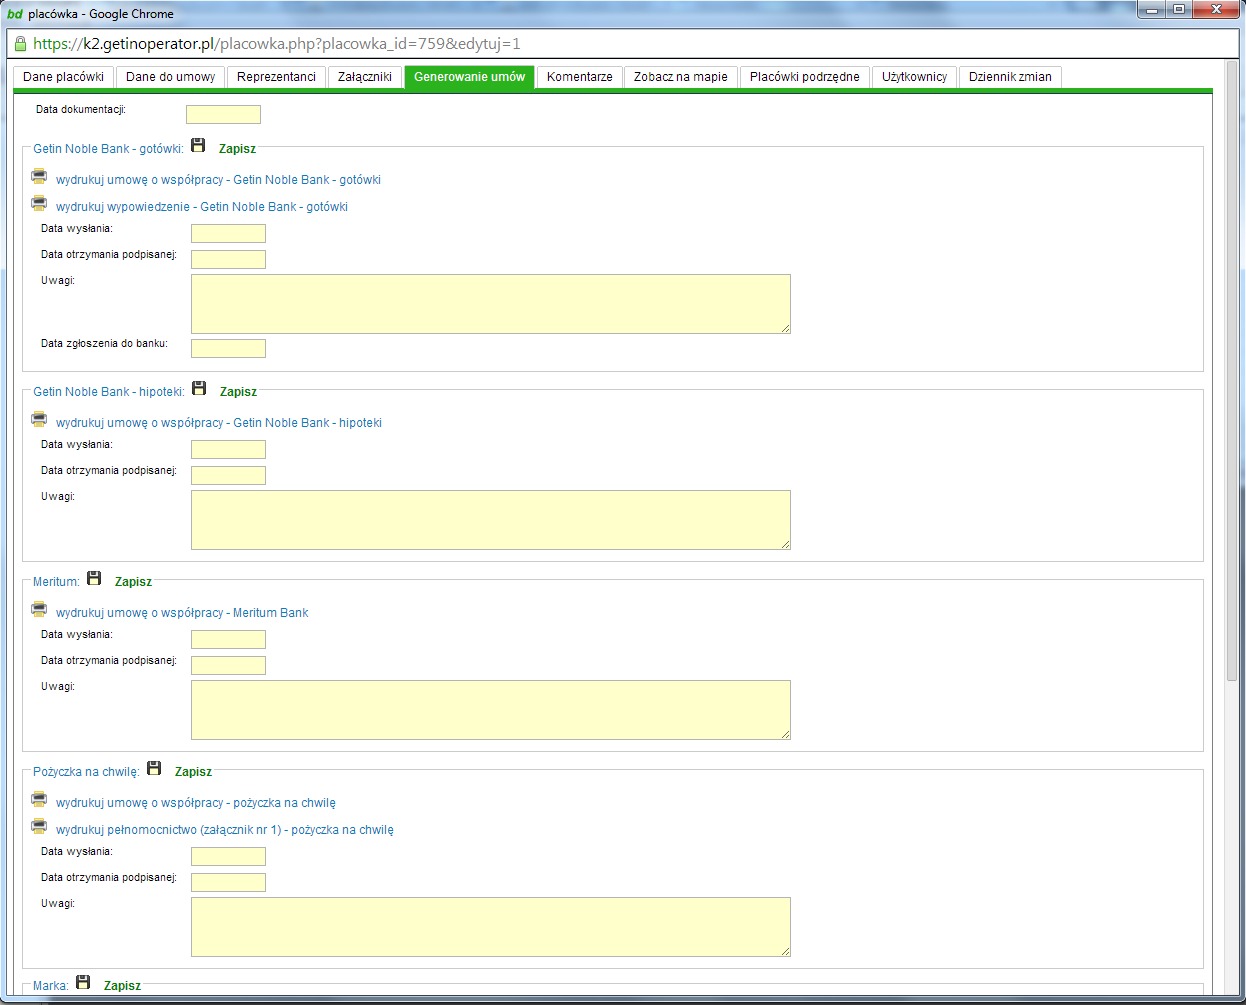 bd placówka - Google Chrome
https://k2.getinoperator.pl/placowka.php?placowka_id=759&edytuj=1
Dane placówki Dane do umowy Reprezentanci Załączniki Generowanie umów Komentarze Zobacz na mapie Placówki podrzędne Użytkownicy Dziennik zmian
Data dokumentacji:
Getin Noble Bank - gotówki: Zapisz
wydrukuj umowę o współpracy - Getin Noble Bank - gotówki
wydrukuj wypowiedzenie - Getin Noble Bank - gotówki
Data wysłania:
Data otrzymania podpisanej:
Uwagi:
Data zgłoszenia do banku:
Getin Noble Bank - hipoteki: Zapisz
wydrukuj umowę o współpracy - Getin Noble Bank - hipoteki
Data wysłania:
Data otrzymania podpisanej:
Uwagi:
Meritum: Zapisz
wydrukuj umowę o współpracy - Meritum Bank
Data wysłania:
Data otrzymania podpisanej:
Uwagi:
Pożyczka na chwilę: Zapisz
wydrukuj umowę o współpracy - pożyczka na chwilę
wydrukuj pełnomocnictwo (załącznik nr 1) - pożyczka na chwilę
Data wysłania:
Data otrzymania podpisanej:
Uwagi:
Marka: Zapisz